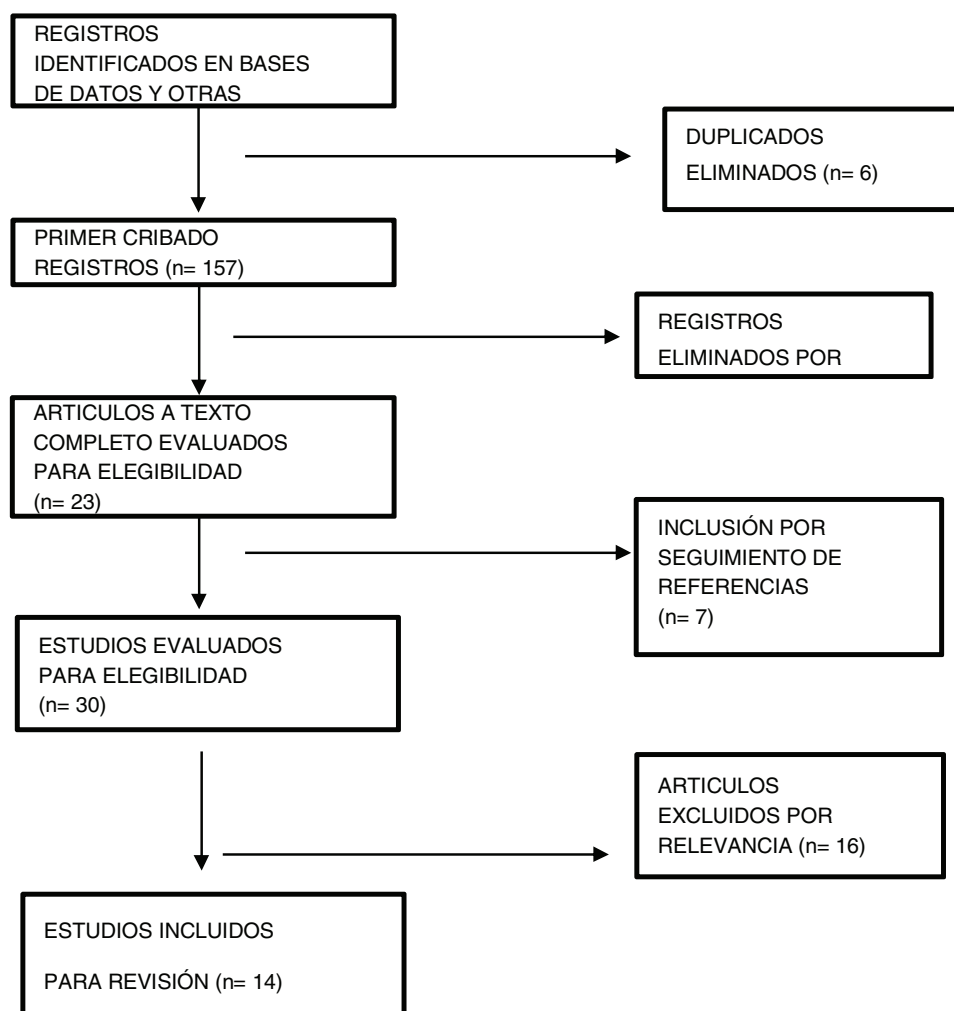 REGISTROS
IDENTIFICADOS EN BASES
DE DATOS Y OTRAS
DUPLICADOS
ELIMINADOS (n= 6)
PRIMER CRIBADO
REGISTROS (n= 157)
REGISTROS
ELIMINADOS POR
ARTICULOS A TEXTO
COMPLETO EVALUADOS
PARA ELEGIBILIDAD
(n= 23)
INCLUSIÓN POR
SEGUIMIENTO DE
REFERENCIAS
(n= 7)
ESTUDIOS EVALUADOS
PARA ELEGIBILIDAD
(n= 30)
ARTICULOS
EXCLUIDOS POR
RELEVANCIA (n= 16)
ESTUDIOS INCLUIDOS
PARA REVISIÓN (n= 14)